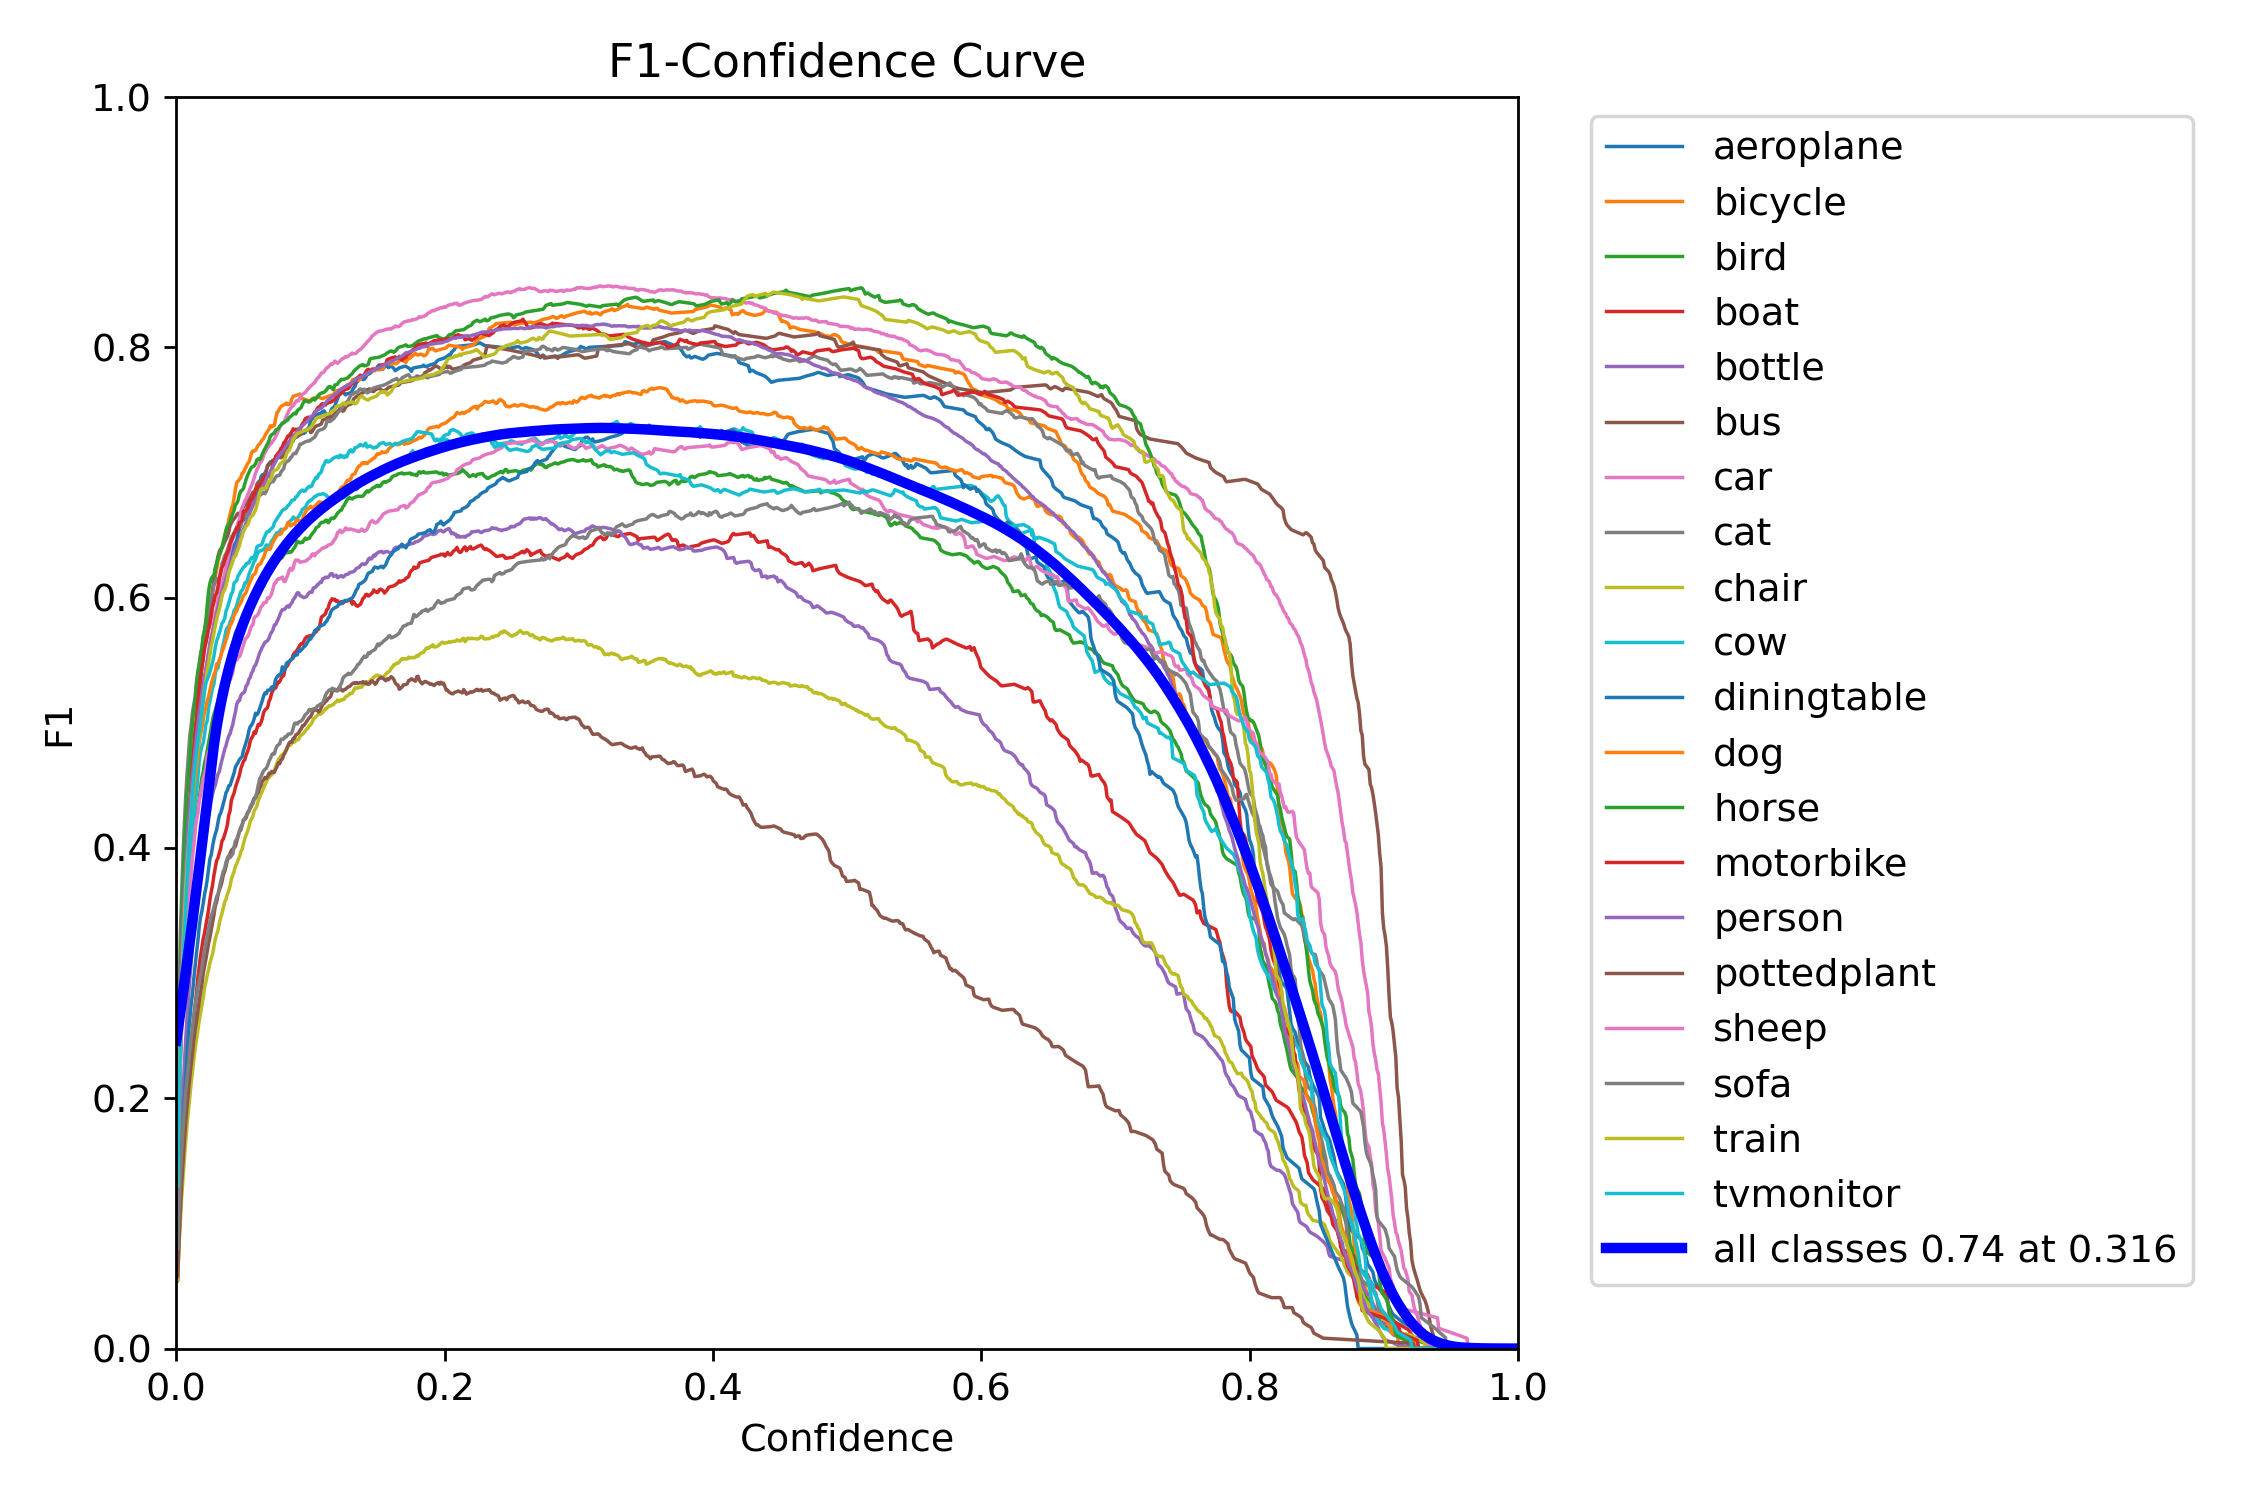 F1-Confidence Curve
1.0
0.8
0.6
0.4
0.2
0.0
F1
0.0 0.2 0.4 0.6 0.8 1.0
Confidence
aeroplane
bicycle
bird
boat
bottle
bus
car
cat
chair
cow
diningtable
dog
horse
motorbike
person
pottedplant
sheep
sofa
train
tvmonitor
all classes 0.74 at 0.316